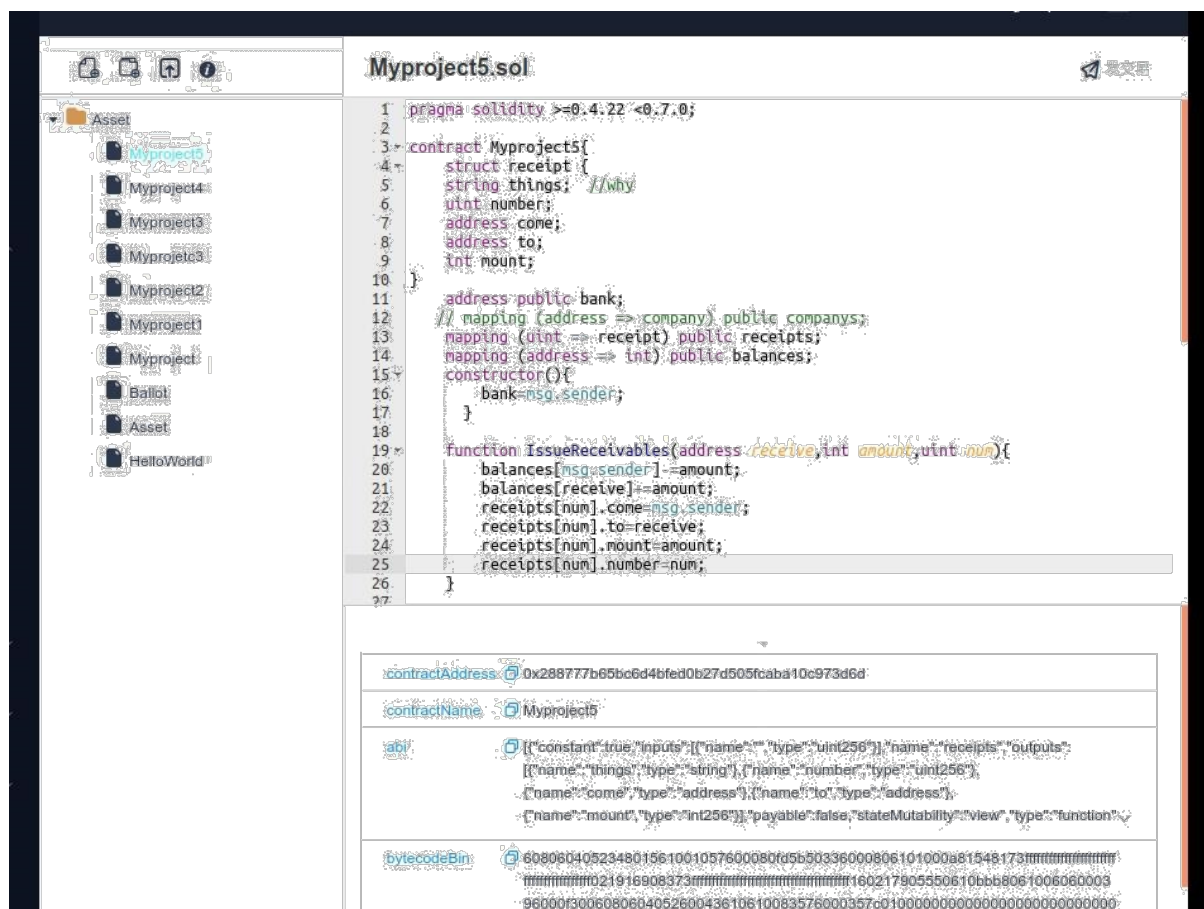 Myproject5.sol
发交易
Asset
Myproject5
Myproject4
Myproject3
Myprojetc3
Myproject2
Myproject1
Myproject
Ballot
Asset
HelloWorld
1 pragma solidity >=0.4.22 <0.7.0;
2
3 contract Myproject5{
4 struct receipt {
5 string things; //why
6 uint number;
7 address come;
8 address to;
9 int mount;
10 }
11 address public bank;
12 // mapping (address => company) public companys;
13 mapping (uint => receipt) public receipts;
14 mapping (address => int) public balances;
15 constructor(){
16 bank=msg.sender;
17 }
18
19 function IssueReceivables(address receive,int amount,uint num){
20 balances[msg.sender]-=amount;
21 balances[receive]+=amount;
22 receipts[num].come=msg.sender;
23 receipts[num].to=receive;
24 receipts[num].mount=amount;
25 receipts[num].number=num;
26 }
27
contractAddress 0x288777b65bc6d4bfed0b27d505fcaba10c973d6d
contractName Myproject5
abi [{"constant":true,"inputs":[{"name":"","type":"uint256"}],"name":"receipts","outputs":
[{"name":"things","type":"string"},{"name":"number","type":"uint256"},
{"name":"come","type":"address"},{"name":"to","type":"address"},
{"name":"mount","type":"int256"}],"payable":false,"stateMutability":"view","type":"function"
bytecodeBin